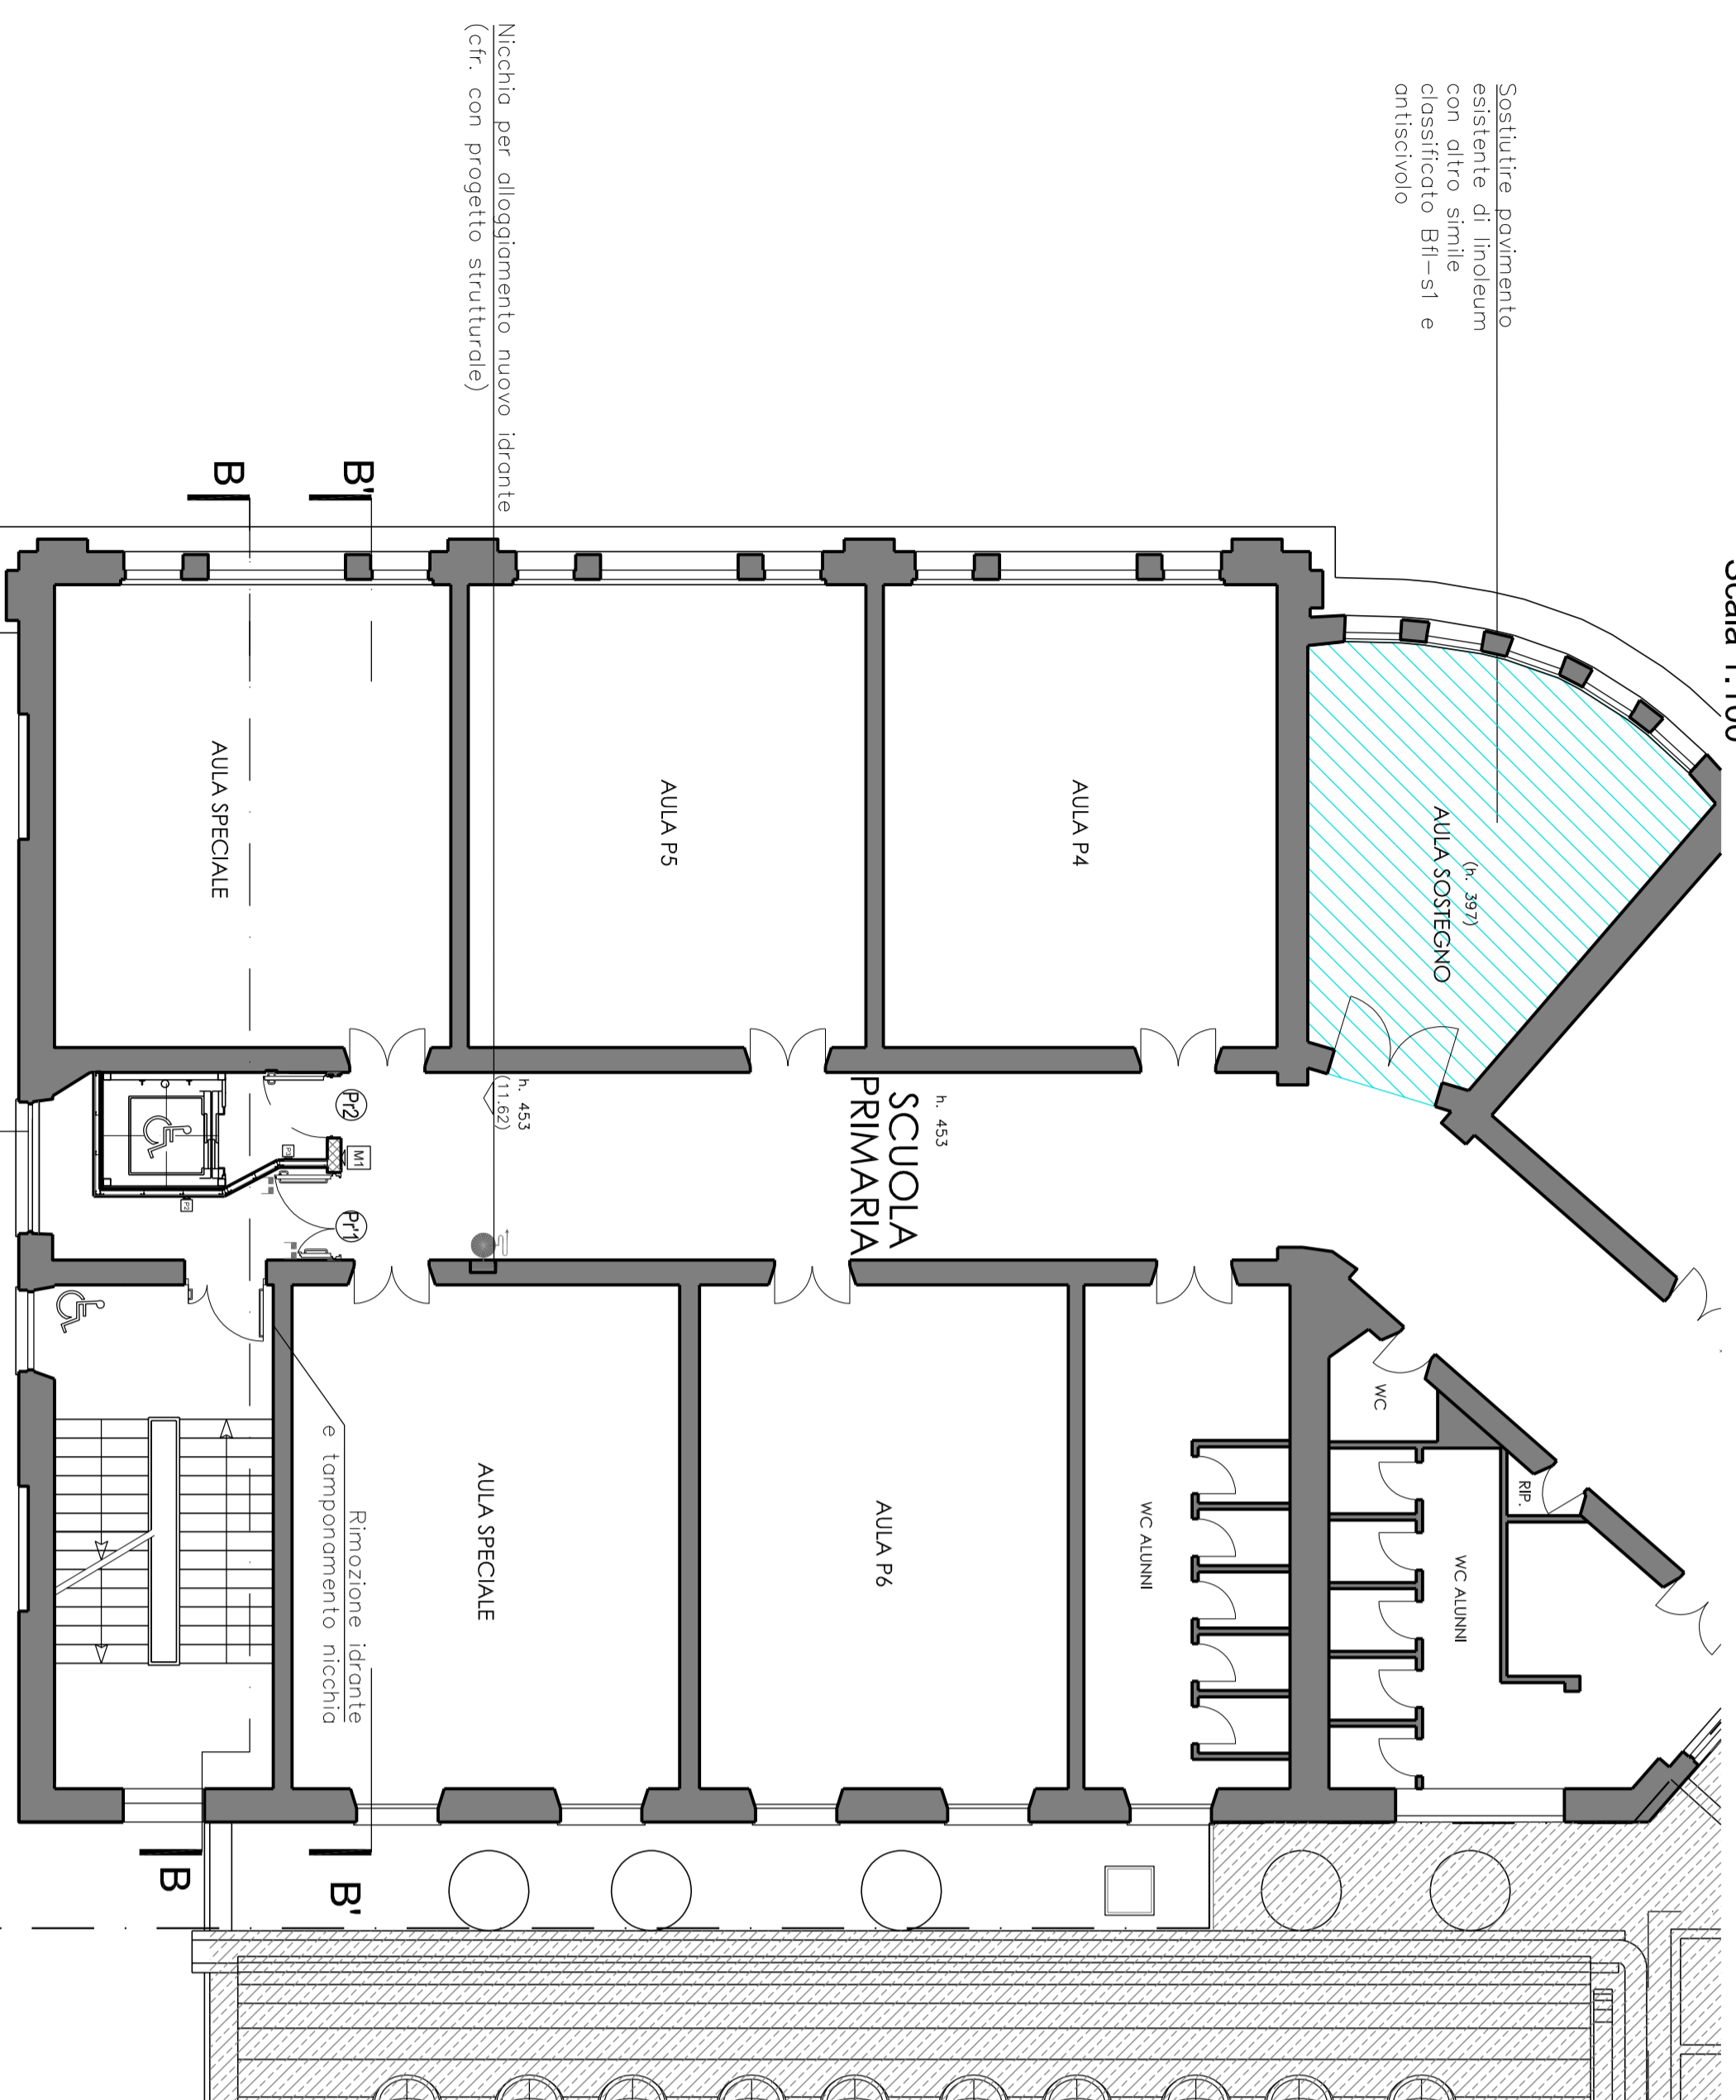 Scala 1:100
Sostiutire pavimento
esistente di linoleum
con altro simile
classificato Bfl-s1 e
antiscivolo
(h. 397)
AULA SOSTEGNO
AULA P4
AULA P5
AULA SPECIALE
Nicchia per alloggiamento nuovo idrante
(cfr. con progetto strutturale)
B'
B
h. 453
SCUOLA
PRIMARIA
h. 453
(11.62)
Pr2
M1
P3
P2
Pr'1
WC
RIP.
WC ALUNNI
WC ALUNNI
AULA P6
AULA SPECIALE
Rimozione idrante
e tamponamento nicchia
B'
B